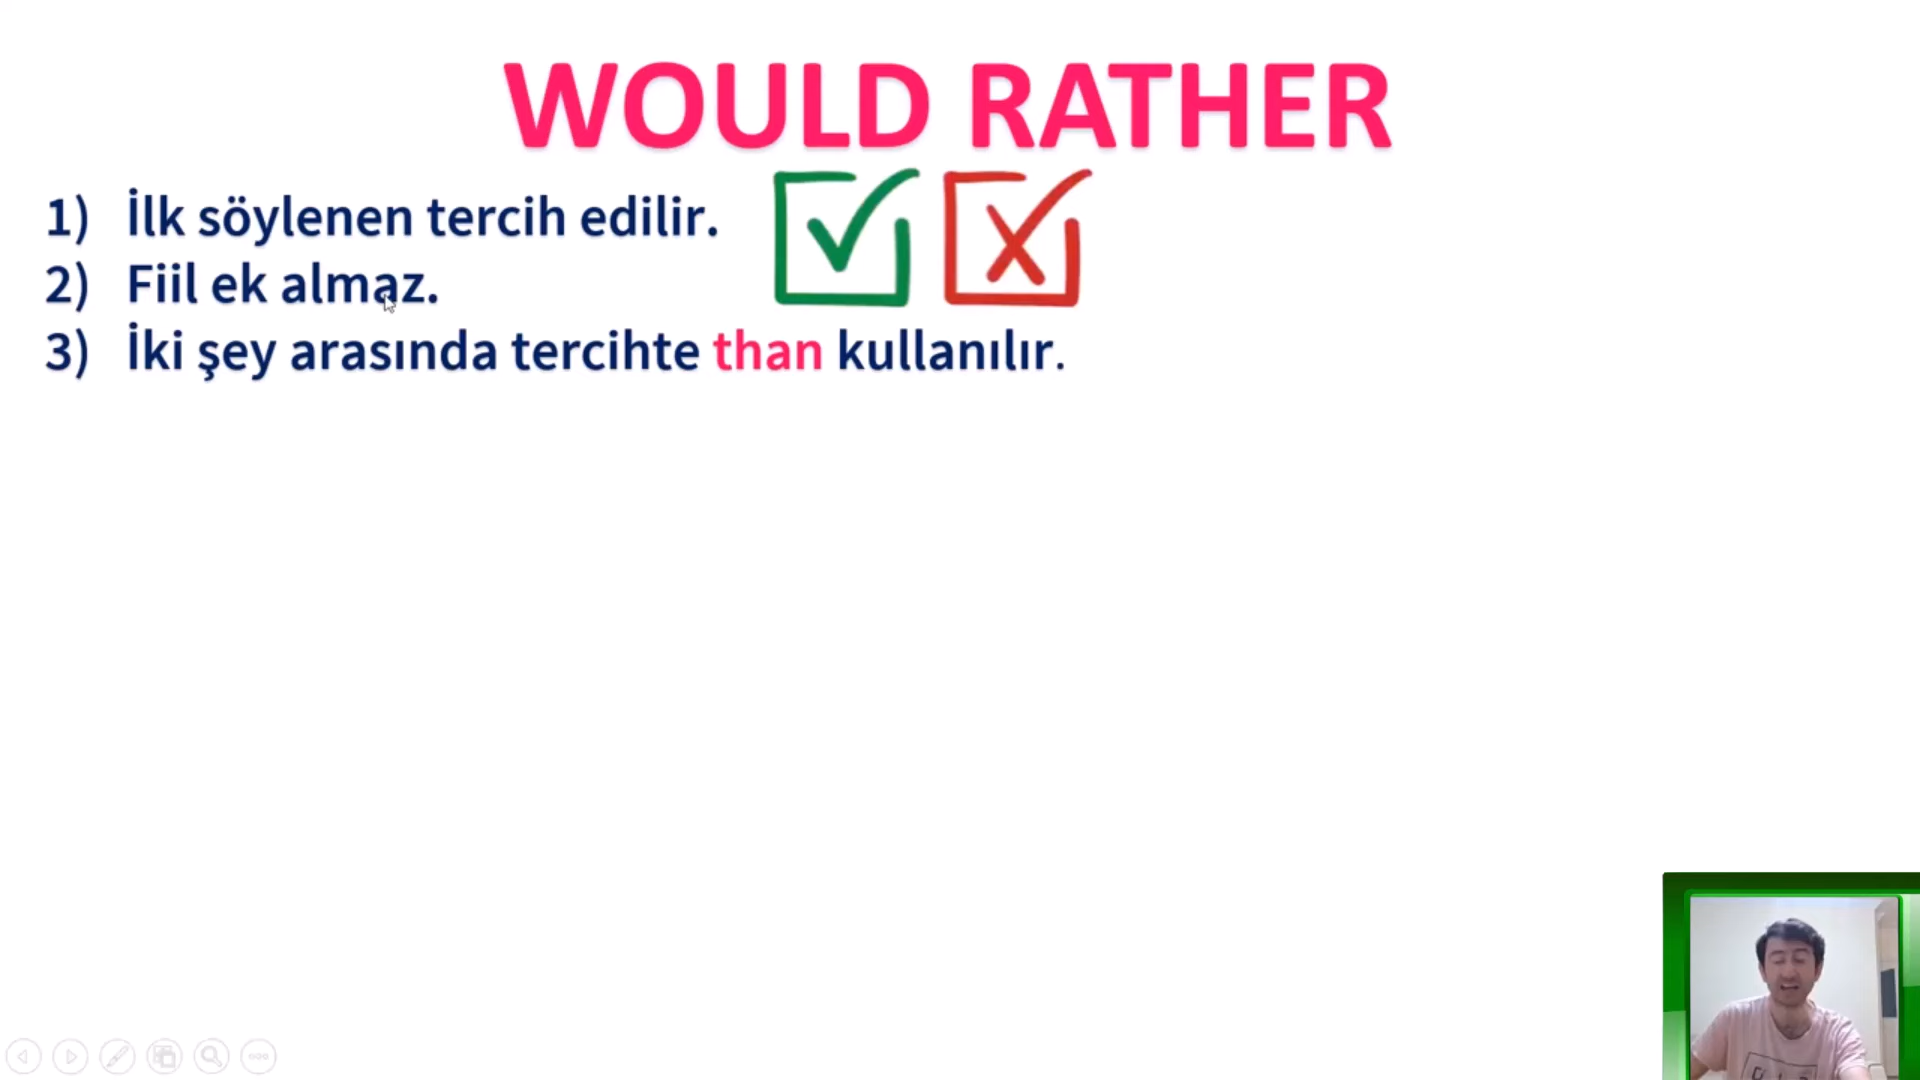 WOULD RATHER
1) İlk söylenen tercih edilir.
2) Fiil ek almaz.
3) İki şey arasında tercihte than kullanılır.